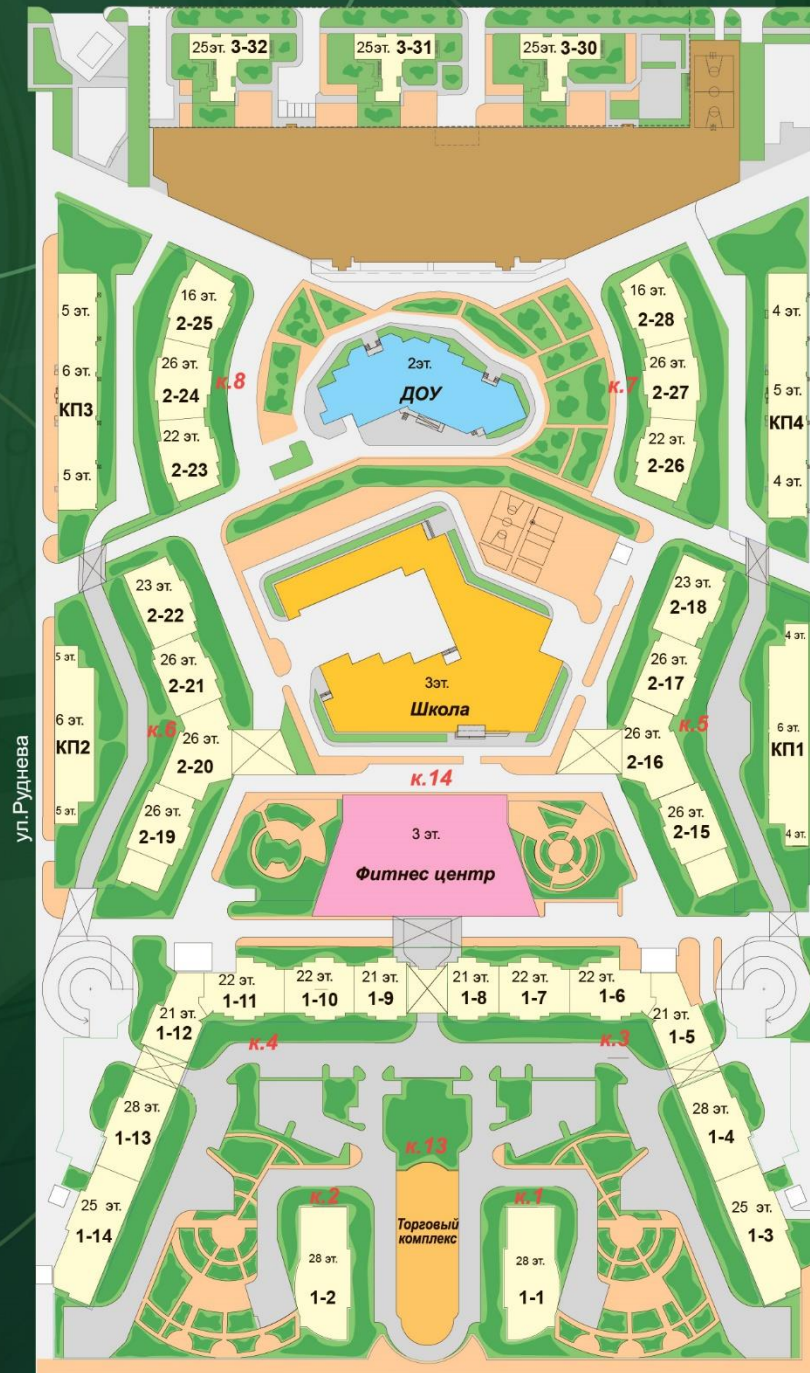 25эт. 3-32
25эт. 3-31
25эт. 3-30
5 эт.
6 эт.
КП3
5 эт.
16 эт.
2-25
26 эт.
2-24
22 эт.
2-23
к.8
2эт.
ДОУ
к.7
16 эт.
2-28
26 эт.
2-27
22 эт.
2-26
4 эт.
5 эт.
КП4
4 эт.
23 эт.
2-22
26 эт.
2-21
26 эт.
2-20
26 эт.
2-19
к.6
5 эт.
6 эт.
КП2
5 эт.
ул.Руднева
3эт.
Школа
к.14
23 эт.
2-18
26 эт.
2-17
26 эт.
2-16
26 эт.
2-15
к.5
4 эт.
6 эт.
КП1
4 эт.
3 эт.
Фитнес центр
22 эт.
1-11
22 эт.
1-10
21 эт.
1-9
21 эт.
1-8
22 эт.
1-7
22 эт.
1-6
21 эт.
1-12
21 эт.
1-5
к.4
к.3
28 эт.
1-13
28 эт.
1-4
25 эт.
1-14
25 эт.
1-3
к.13
к.2
к.1
Торговый
комплекс
28 эт.
1-2
28 эт.
1-1